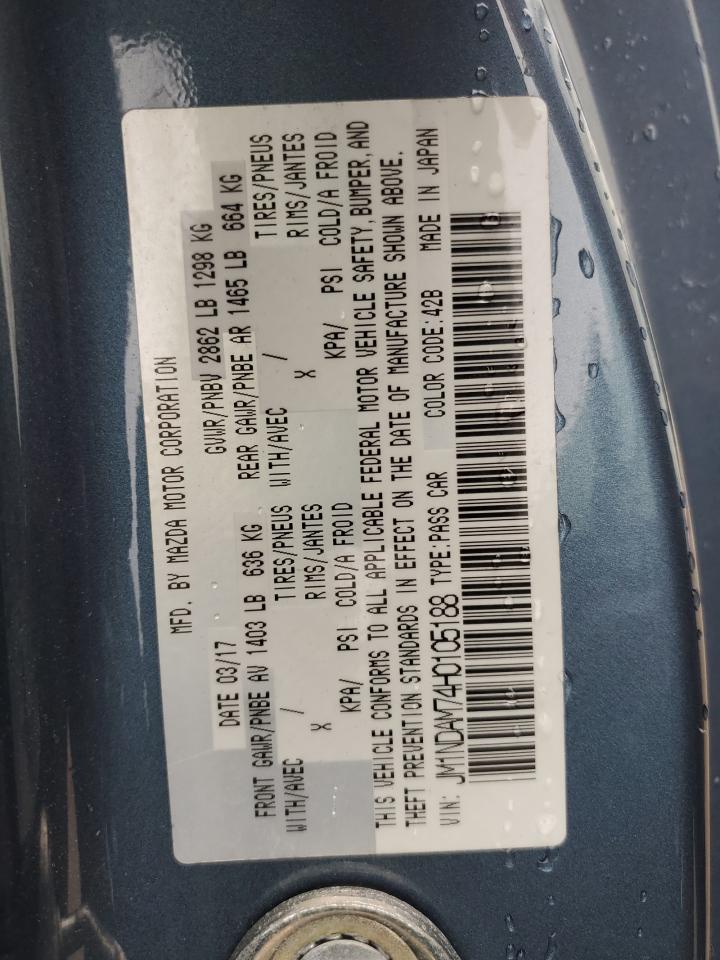 MFD. BY MAZDA MOTOR CORPORATION
DATE 03/17 GVWR/PNBV 2862 LB 1298 KG
FRONT GAWR/PNBE AV 1403 LB 636 KG REAR GAWR/PNBE AR 1465 LB 664 KG
WITH/AVEC / TIRES/PNEUS WITH/AVEC / TIRES/PNEUS
X RIMS/JANTES X RIMS/JANTES
KPA/ PSI COLD/A FROID KPA/ PSI COLD/A FROID
THIS VEHICLE CONFORMS TO ALL APPLICABLE FEDERAL MOTOR VEHICLE SAFETY, BUMPER, AND
THEFT PREVENTION STANDARDS IN EFFECT ON THE DATE OF MANUFACTURE SHOWN ABOVE.
VIN: JM1NDAM74H0105188 TYPE:PASS CAR COLOR CODE:42B MADE IN JAPAN